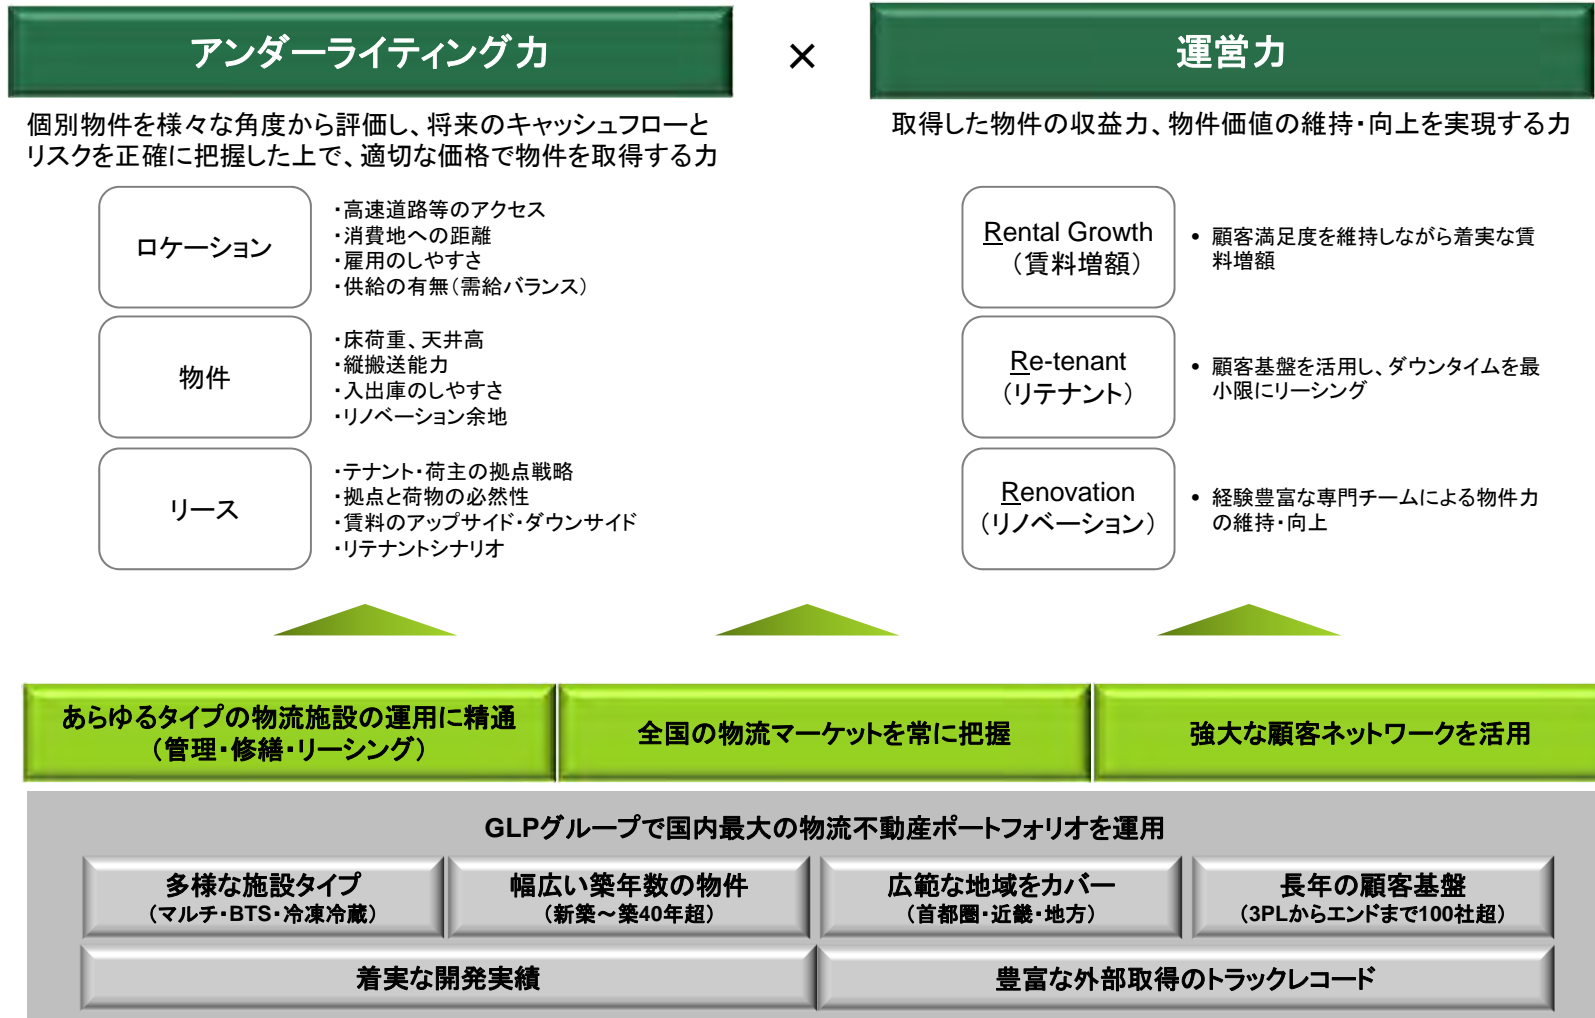 アンダーライティング力
×
運営力
個別物件を様々な角度から評価し、将来のキャッシュフローと
リスクを正確に把握した上で、適切な価格で物件を取得する力
ロケーション
・高速道路等のアクセス
・消費地への距離
・雇用のしやすさ
・供給の有無（需給バランス）
物件
・床荷重、天井高
・縦搬送能力
・入出庫のしやすさ
・リノベーション余地
リース
・テナント・荷主の拠点戦略
・拠点と荷物の必然性
・賃料のアップサイド・ダウンサイド
・リテナントシナリオ
取得した物件の収益力、物件価値の維持・向上を実現する力
Rental Growth
（賃料増額）
• 顧客満足度を維持しながら着実な賃
料増額
Re-tenant
（リテナント）
• 顧客基盤を活用し、ダウンタイムを最
小限にリーシング
Renovation
（リノベーション）
• 経験豊富な専門チームによる物件力
の維持・向上
あらゆるタイプの物流施設の運用に精通
（管理・修繕・リーシング）
全国の物流マーケットを常に把握
強大な顧客ネットワークを活用
GLPグループで国内最大の物流不動産ポートフォリオを運用
多様な施設タイプ
（マルチ・BTS・冷凍冷蔵）
幅広い築年数の物件
（新築～築40年超）
広範な地域をカバー
（首都圏・近畿・地方）
長年の顧客基盤
（3PLからエンドまで100社超）
着実な開発実績
豊富な外部取得のトラックレコード